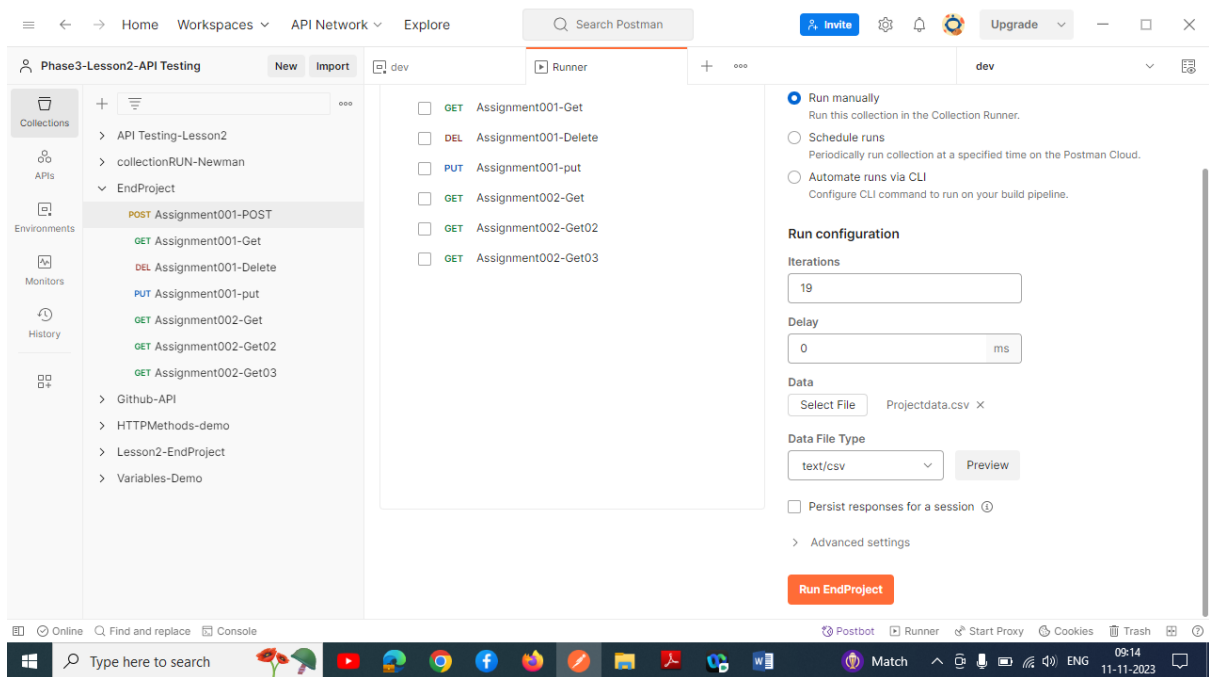 Home Workspaces API Network Explore Search Postman Invite Upgrade
Phase3-Lesson2-API Testing New Import dev Runner dev
Collections
APIs
Environments
Monitors
History
API Testing-Lesson2
collectionRUN-Newman
EndProject
POST Assignment001-POST
GET Assignment001-Get
DEL Assignment001-Delete
PUT Assignment001-put
GET Assignment002-Get
GET Assignment002-Get02
GET Assignment002-Get03
Github-API
HTTPMethods-demo
Lesson2-EndProject
Variables-Demo
GET Assignment001-Get
DEL Assignment001-Delete
PUT Assignment001-put
GET Assignment002-Get
GET Assignment002-Get02
GET Assignment002-Get03
Run manually
Run this collection in the Collection Runner.
Schedule runs
Periodically run collection at a specified time on the Postman Cloud.
Automate runs via CLI
Configure CLI command to run on your build pipeline.
Run configuration
Iterations
19
Delay
0 ms
Data
Select File Projectdata.csv
Data File Type
text/csv Preview
Persist responses for a session
Advanced settings
Run EndProject
Online Find and replace Console Postbot Runner Start Proxy Cookies Trash
Type here to search Match ENG 09:14
11-11-2023